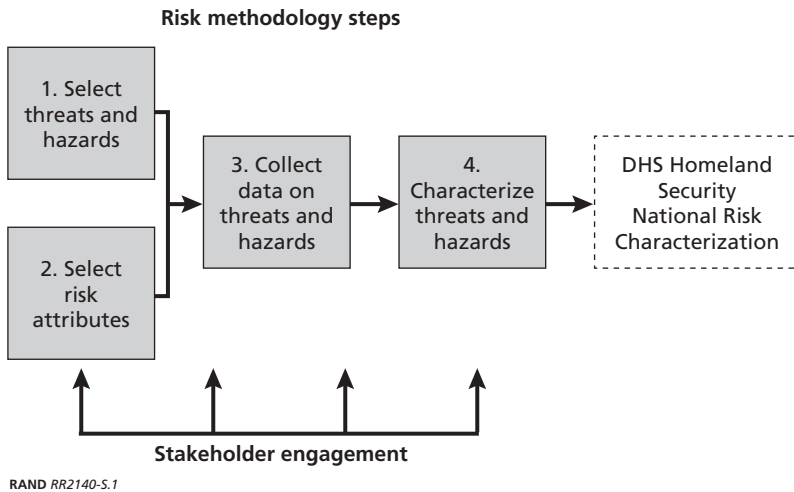 Risk methodology steps
1. Select
threats and
hazards
2. Select
risk
attributes
3. Collect
data on
threats and
hazards
4.
Characterize
threats and
hazards
DHS Homeland
Security
National Risk
Characterization
Stakeholder engagement
RAND RR2140-S.1